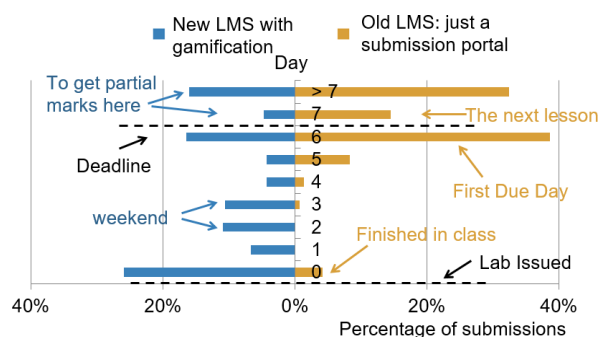 New LMS with
gamification
Old LMS: just a
submission portal
Day
To get partial
marks here
> 7
7
The next lesson
6
Deadline
5
First Due Day
4
3
weekend
2
Finished in class
1
0
Lab Issued
40%
20%
0%
20%
40%
Percentage of submissions